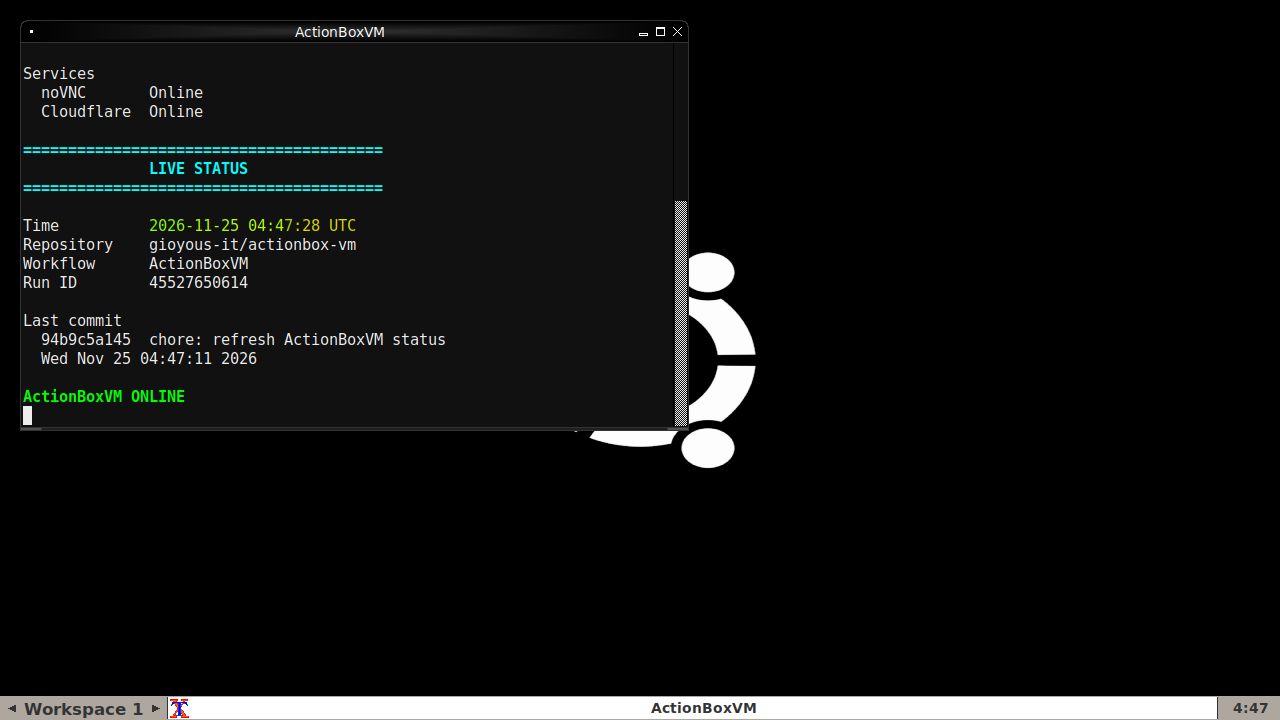 ActionBoxVM
Services
noVNC Online
Cloudflare Online
========================================
LIVE STATUS
========================================
Time 2026-11-25 04:47:28 UTC
Repository gioyous-it/actionbox-vm
Workflow ActionBoxVM
Run ID 45527650614
Last commit
94b9c5a145 chore: refresh ActionBoxVM status
Wed Nov 25 04:47:11 2026
ActionBoxVM ONLINE
Workspace 1 ActionBoxVM 4:47